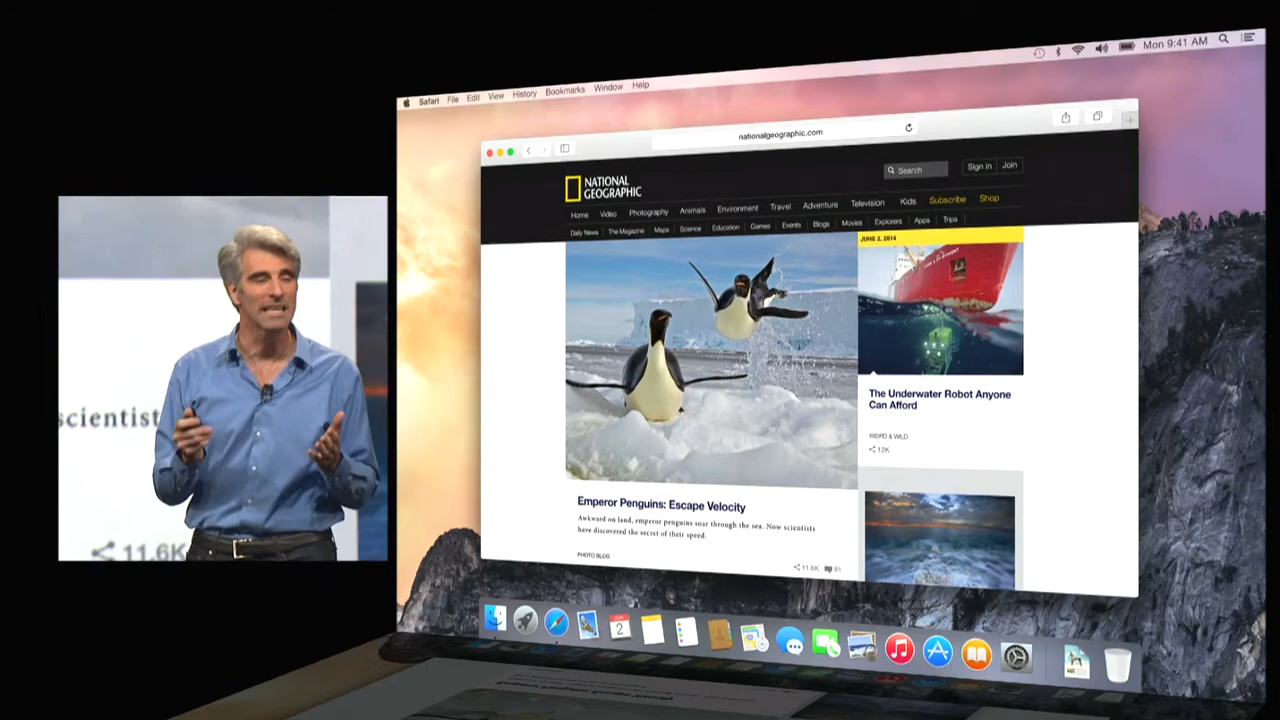 Safari File Edit View History Bookmarks Window Help
Mon 9:41 AM
nationalgeographic.com
NATIONAL
GEOGRAPHIC
Search
Sign in Join
Home Video Photography Animals Environment Travel Adventure Television Kids Subscribe Shop
Daily News The Magazine Maps Science Education Games Events Blogs Movies Explorers Apps Trips
JUNE 2, 2014
The Underwater Robot Anyone
Can Afford
WEIRD & WILD
12K
Emperor Penguins: Escape Velocity
Awkward on land, emperor penguins soar through the sea. Now scientists
have discovered the secret of their speed.
PHOTO BLOG
11.6K 81
scientist
11.6K
2